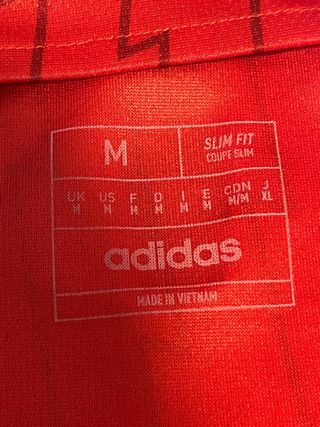 M
SLIM FIT
COUPE SLIM
UK US F D I E CDN J
M M M M M M M/M XL
adidas
MADE IN VIETNAM